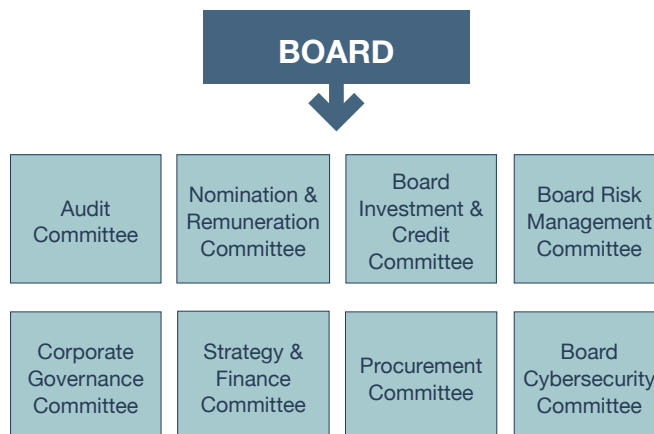 BOARD
Audit
Committee
Nomination &
Remuneration
Committee
Board
Investment &
Credit
Committee
Board Risk
Management
Committee
Corporate
Governance
Committee
Strategy &
Finance
Committee
Procurement
Committee
Board
Cybersecurity
Committee